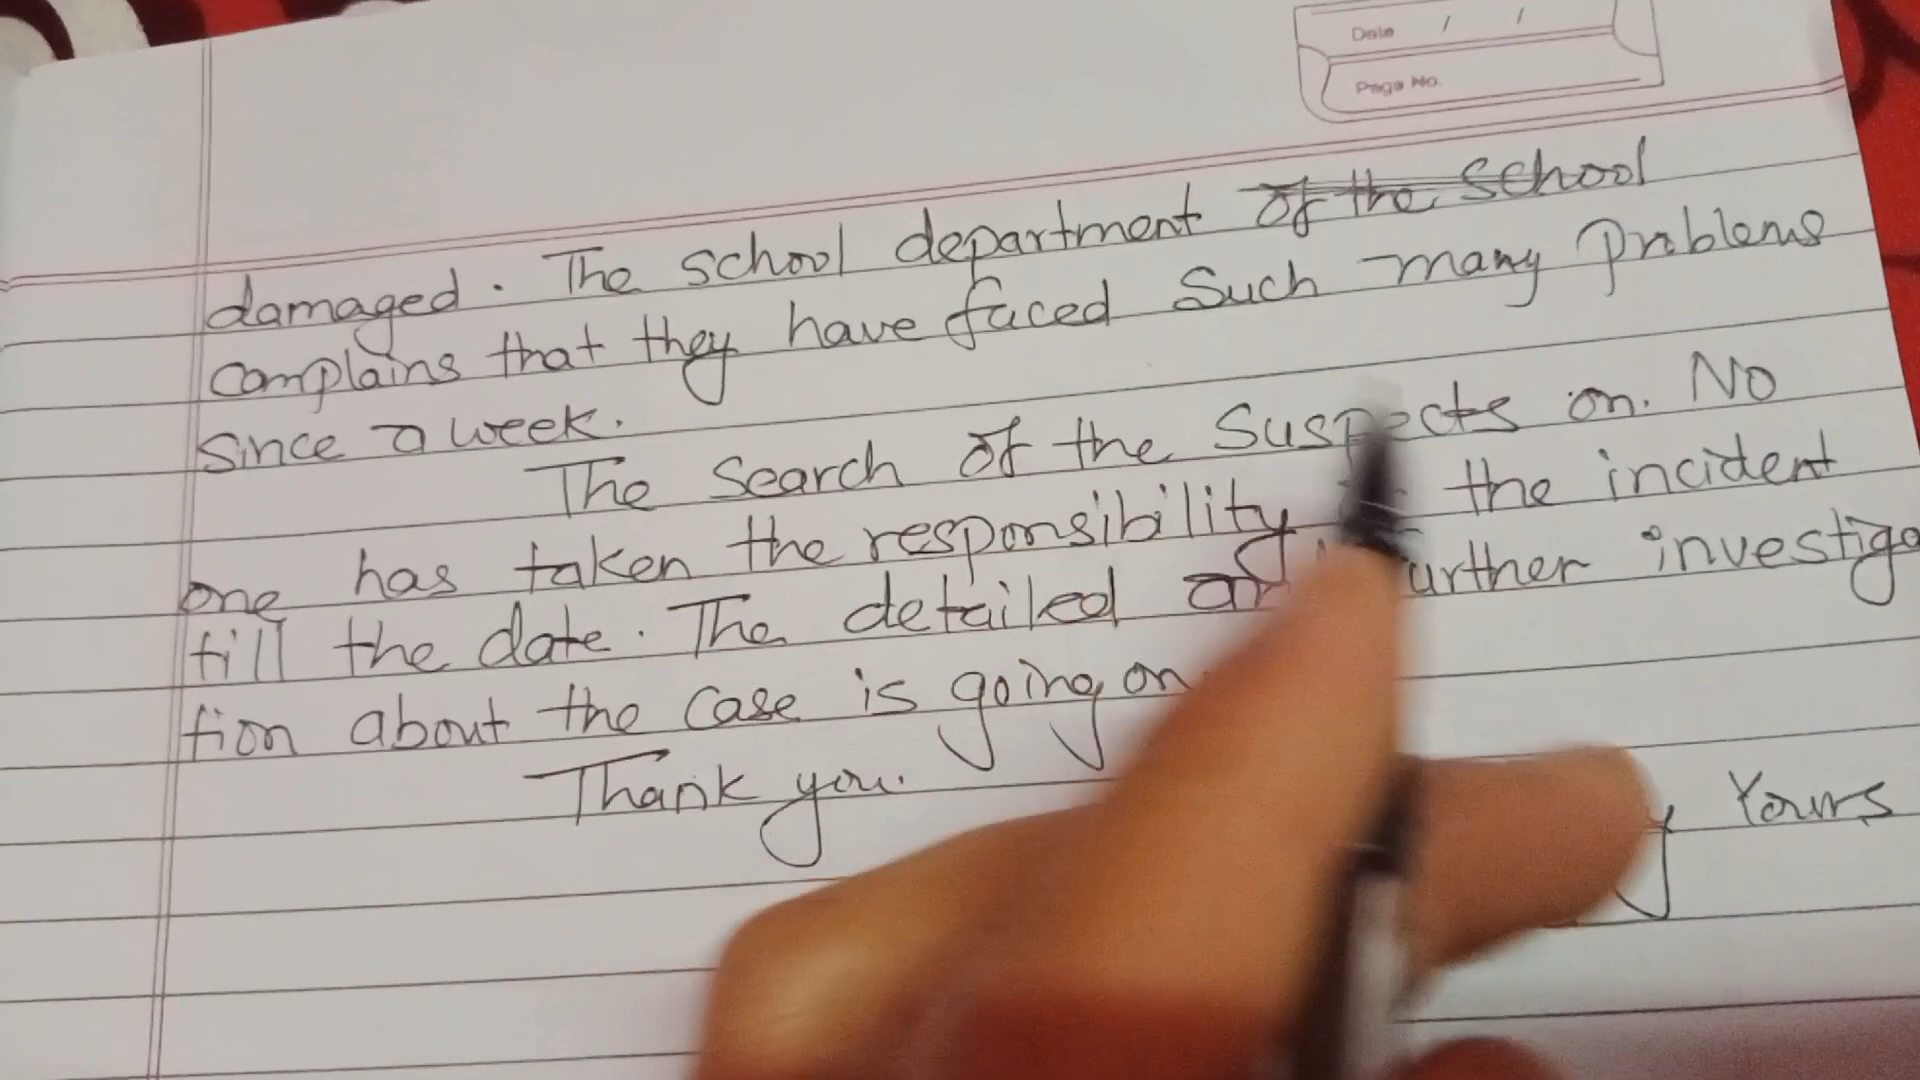 Date / /
Page No.
damaged. The school department of the school
complains that they have faced such many problems
since a week.
The search of the suspects on. No
one has taken the responsibility the incident
till the date. The detailed further investiga
tion about the case is going on
Thank you.
Yours